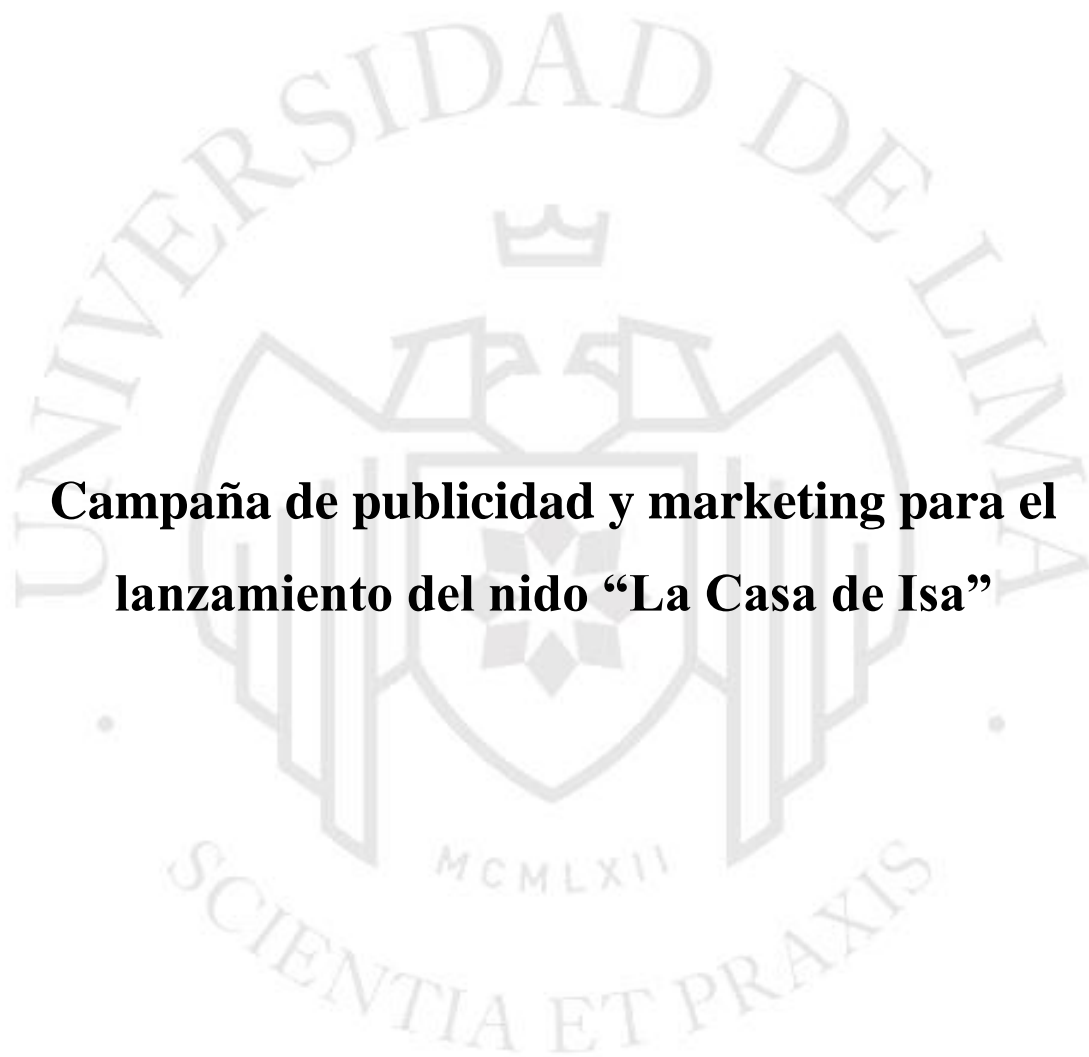 UNIVERSIDAD DE LIMA
Campaña de publicidad y marketing para el
lanzamiento del nido “La Casa de Isa”
MCMLXII
SCIENTIA ET PRAXIS